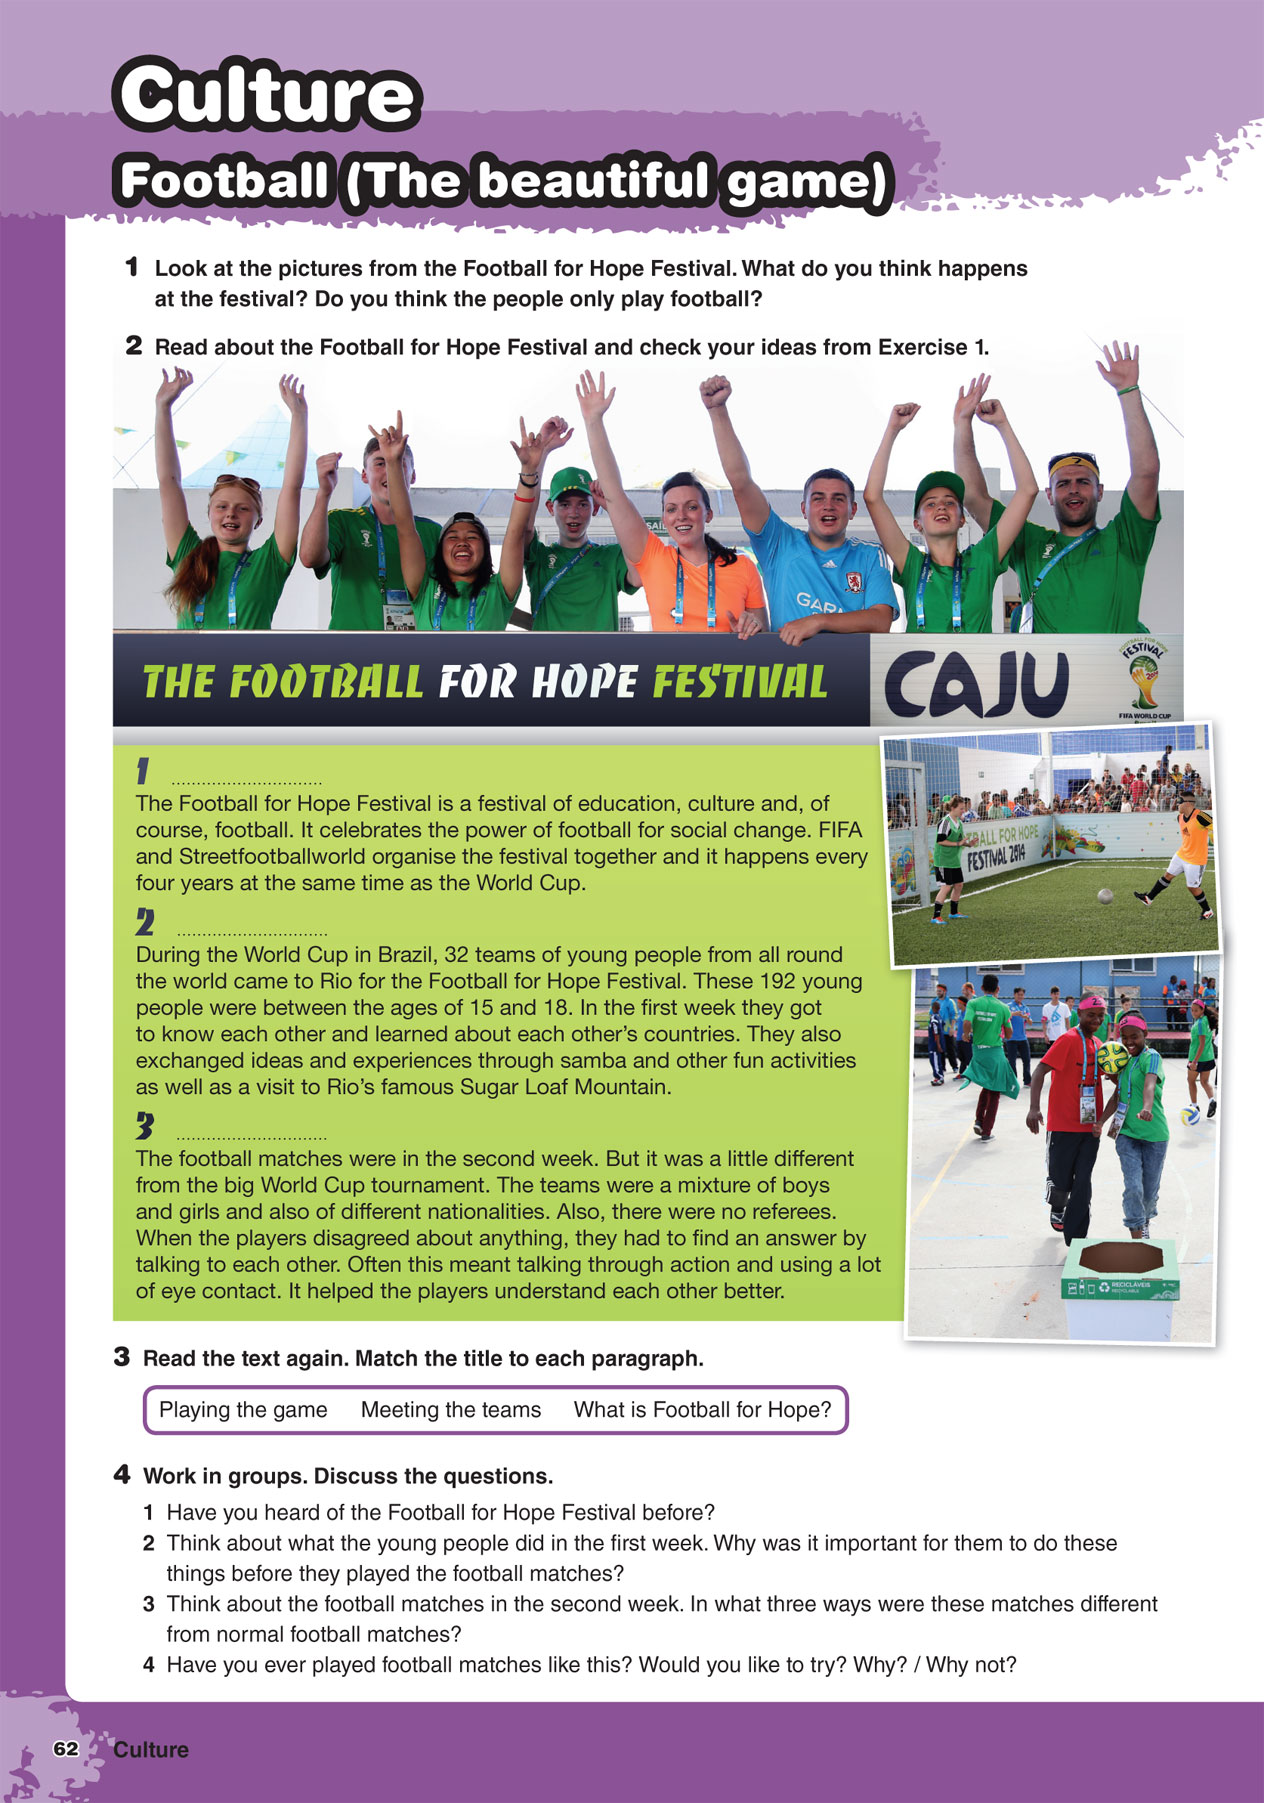 Culture
Football (The beautiful game)
1 Look at the pictures from the Football for Hope Festival. What do you think happens
at the festival? Do you think the people only play football?
2 Read about the Football for Hope Festival and check your ideas from Exercise 1.
THE FOOTBALL FOR HOPE FESTIVAL
CAJU
FOOTBALL FOR HOPE
FESTIVAL
FIFA WORLD CUP
1 ..............................
The Football for Hope Festival is a festival of education, culture and, of
course, football. It celebrates the power of football for social change. FIFA
and Streetfootballworld organise the festival together and it happens every
four years at the same time as the World Cup.
2 ..............................
During the World Cup in Brazil, 32 teams of young people from all round
the world came to Rio for the Football for Hope Festival. These 192 young
people were between the ages of 15 and 18. In the first week they got
to know each other and learned about each other's countries. They also
exchanged ideas and experiences through samba and other fun activities
as well as a visit to Rio's famous Sugar Loaf Mountain.
3 ..............................
The football matches were in the second week. But it was a little different
from the big World Cup tournament. The teams were a mixture of boys
and girls and also of different nationalities. Also, there were no referees.
When the players disagreed about anything, they had to find an answer by
talking to each other. Often this meant talking through action and using a lot
of eye contact. It helped the players understand each other better.
FOR HOPE
FESTIVAL 2014
RECICLÁVEIS
RECYCLABLE
3 Read the text again. Match the title to each paragraph.
Playing the game Meeting the teams What is Football for Hope?
4 Work in groups. Discuss the questions.
1 Have you heard of the Football for Hope Festival before?
2 Think about what the young people did in the first week. Why was it important for them to do these
things before they played the football matches?
3 Think about the football matches in the second week. In what three ways were these matches different
from normal football matches?
4 Have you ever played football matches like this? Would you like to try? Why? / Why not?
62 Culture